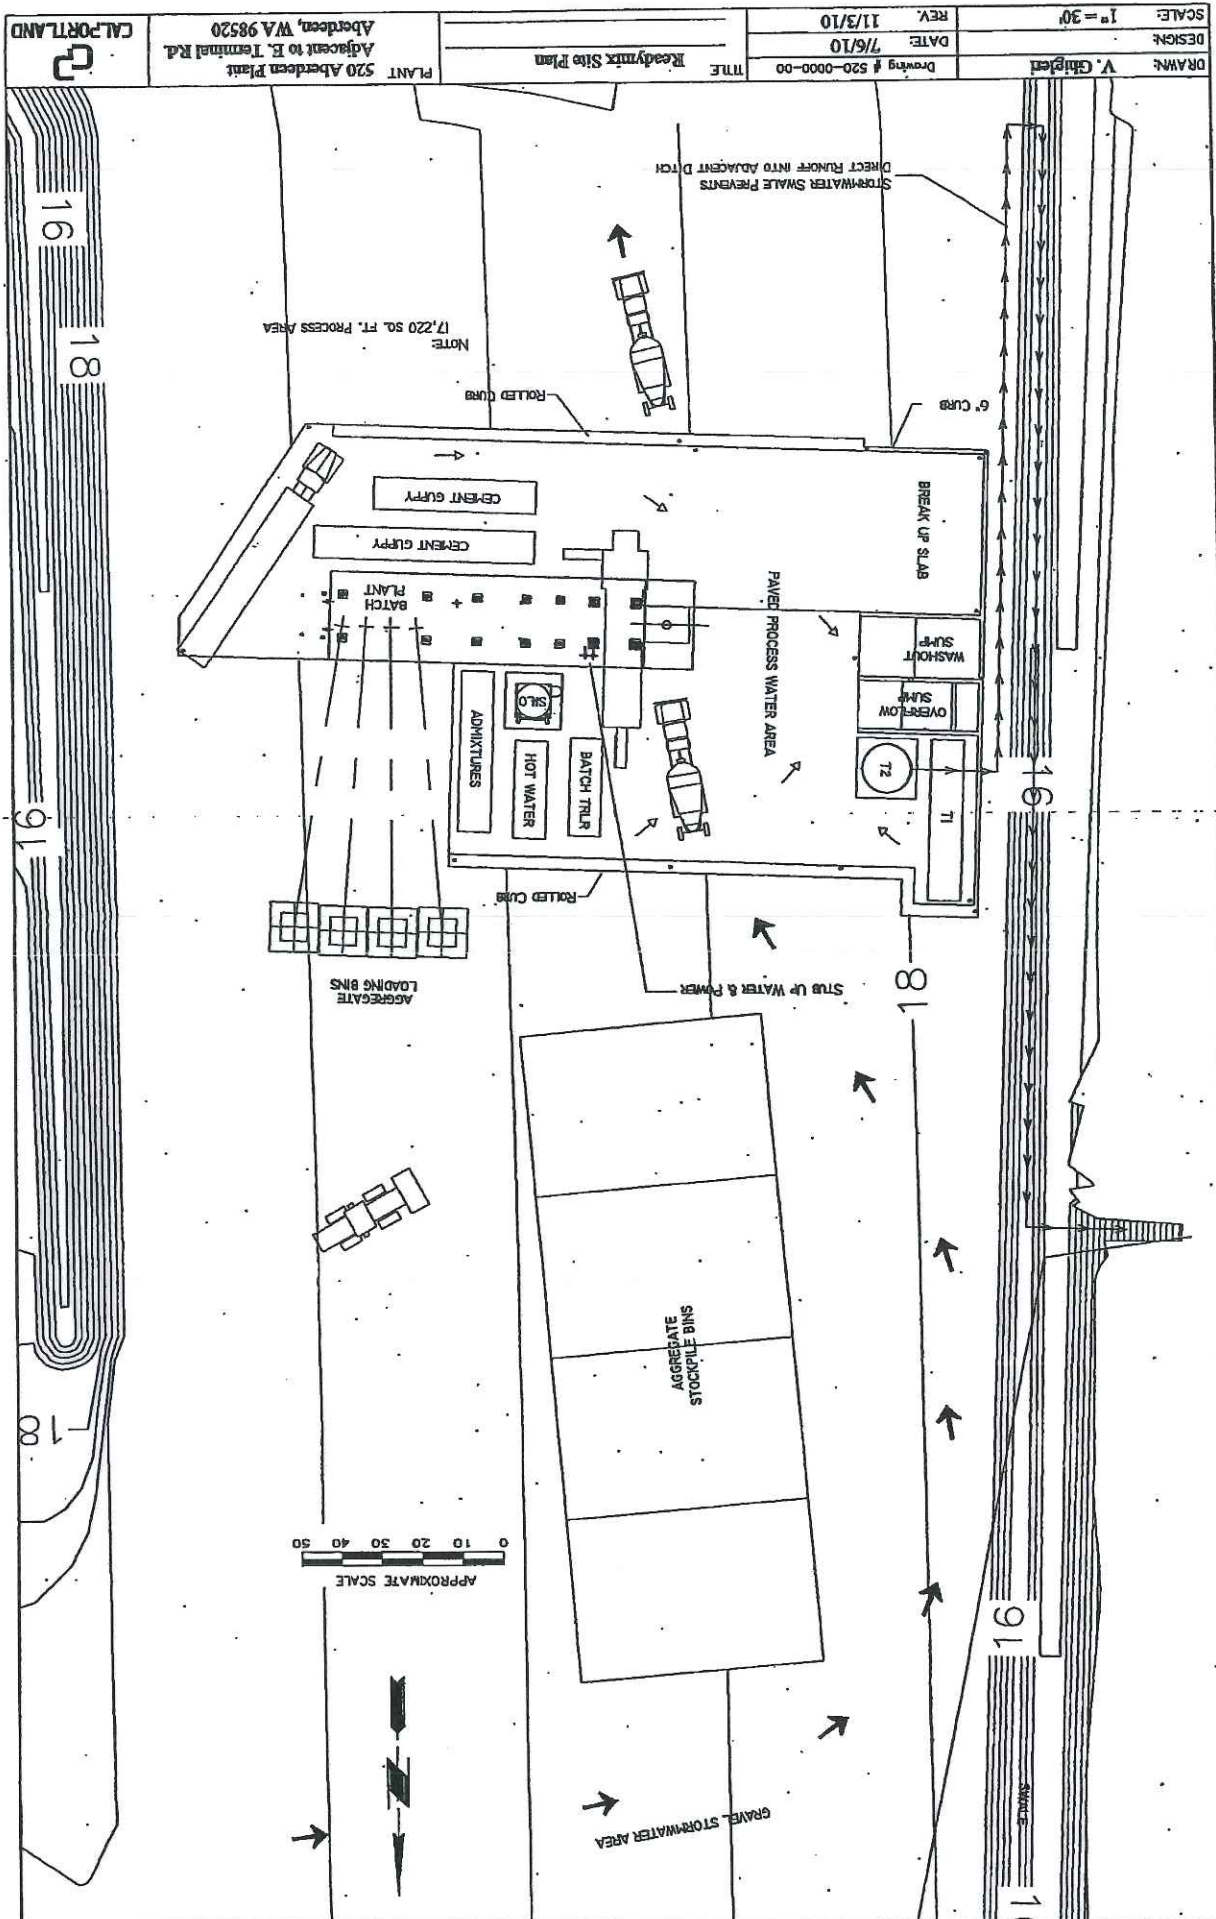 SWALE
GRAVEL STORMWATER AREA
16
16
APPROXIMATE SCALE
0 10 20 30 40 50
18
AGGREGATE
STOCKPILE BINS
STUB UP WATER & POWER
18
AGGREGATE
LOADING BINS
ROLLED CURB
T1
T2
16
16
BATCH TRLR
HOT WATER
ADMIXTURES
SILO
OVERFLOW
SUMP
WASHOUT
SUMP
PAVED PROCESS WATER AREA
BATCH
PLANT
BREAK UP SLAB
CEMENT GUPPY
CEMENT GUPPY
6" CURB
ROLLED CURB
NOTE:
17,220 SQ. FT. PROCESS AREA
18
16
STORMWATER SWALE PREVENTS
DIRECT RUNOFF INTO ADJACENT DITCH
DRAWN: V. Ghigleri
DESIGN:
SCALE: 1" = 30'
Drawing # 520-0000-00
DATE: 7/6/10
REV. 11/3/10
TITLE
Readymix Site Plan
PLANT 520 Aberdeen Plant
Adjacent to E. Terminal Rd.
Aberdeen, WA 98520
CALPORTLAND